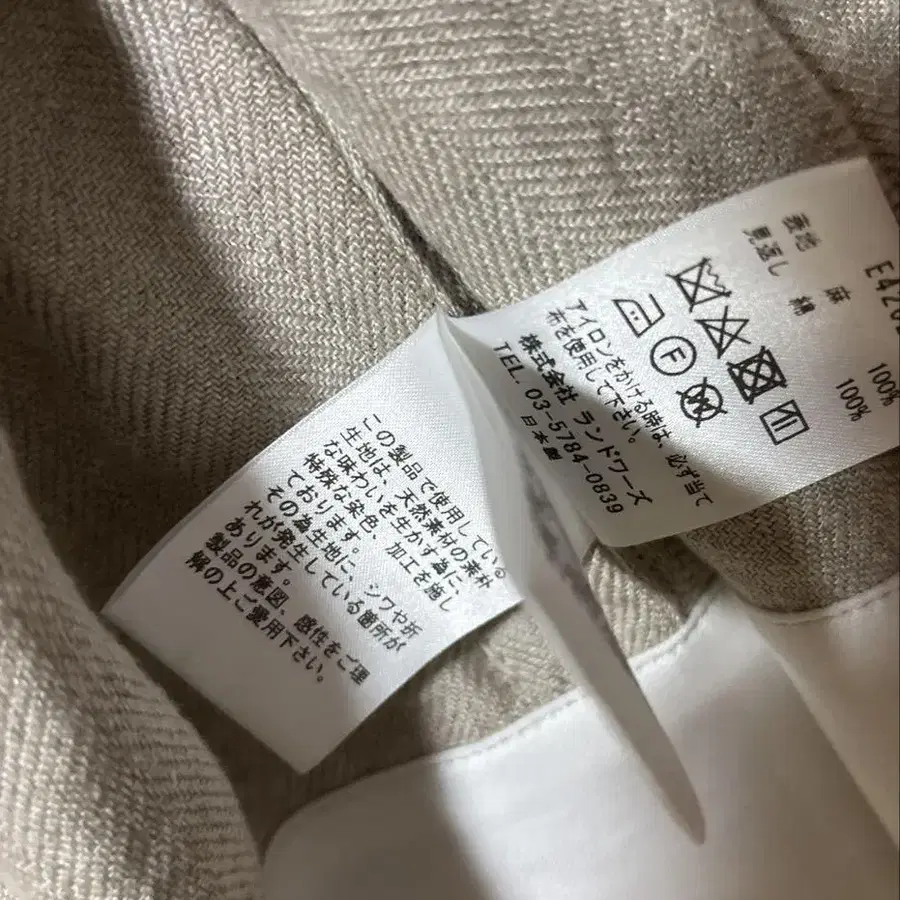 この製品で使用している
生地は、天然素材の素朴
な味わいを生かす為に、
特殊な染色、加工を施し
ております。
その為生地に、シワや折
れが発生している箇所が
あります。
製品の意図、感性をご理
解の上ご愛用下さい。
表地 麻 100%
見返し 綿 100%
F
アイロンをかける時は、必ず当て
布を使用して下さい。
株式会社 ランドワーズ
TEL. 03-5784-0839
日本製